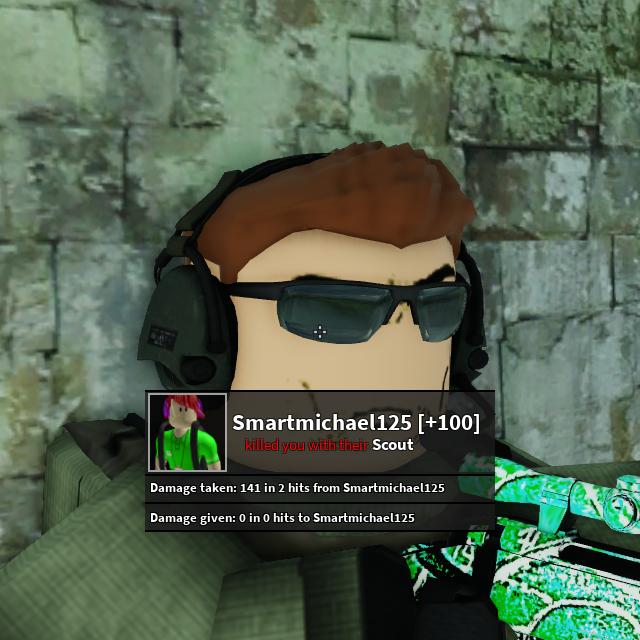 Smartmichael125 [+100]
killed you with their Scout
Damage taken: 141 in 2 hits from Smartmichael125
Damage given: 0 in 0 hits to Smartmichael125